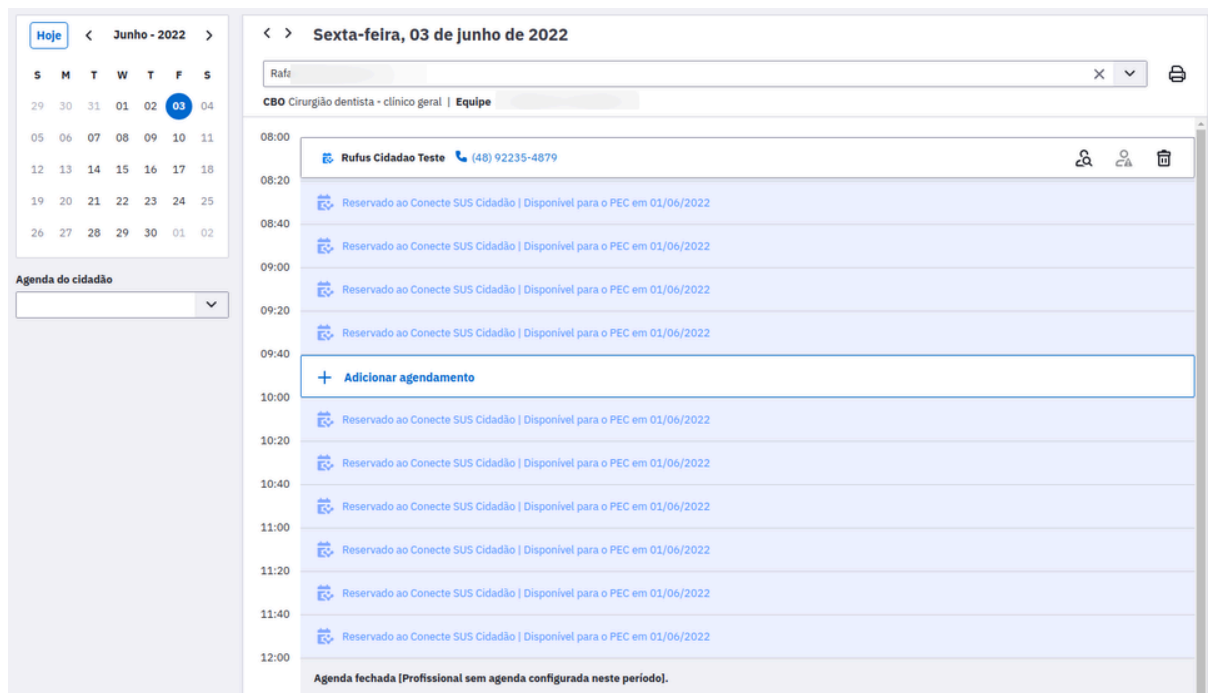 Hoje Junho - 2022
S M T W T F S
29 30 31 01 02 03 04
05 06 07 08 09 10 11
12 13 14 15 16 17 18
19 20 21 22 23 24 25
26 27 28 29 30 01 02
Agenda do cidadão
Sexta-feira, 03 de junho de 2022
Rafa
CBO Cirurgião dentista - clínico geral | Equipe
08:00
Rufus Cidadao Teste (48) 92235-4879
08:20
Reservado ao Conecte SUS Cidadão | Disponível para o PEC em 01/06/2022
08:40
Reservado ao Conecte SUS Cidadão | Disponível para o PEC em 01/06/2022
09:00
Reservado ao Conecte SUS Cidadão | Disponível para o PEC em 01/06/2022
09:20
Reservado ao Conecte SUS Cidadão | Disponível para o PEC em 01/06/2022
09:40
Adicionar agendamento
10:00
Reservado ao Conecte SUS Cidadão | Disponível para o PEC em 01/06/2022
10:20
Reservado ao Conecte SUS Cidadão | Disponível para o PEC em 01/06/2022
10:40
Reservado ao Conecte SUS Cidadão | Disponível para o PEC em 01/06/2022
11:00
Reservado ao Conecte SUS Cidadão | Disponível para o PEC em 01/06/2022
11:20
Reservado ao Conecte SUS Cidadão | Disponível para o PEC em 01/06/2022
11:40
Reservado ao Conecte SUS Cidadão | Disponível para o PEC em 01/06/2022
12:00
Agenda fechada [Profissional sem agenda configurada neste período].